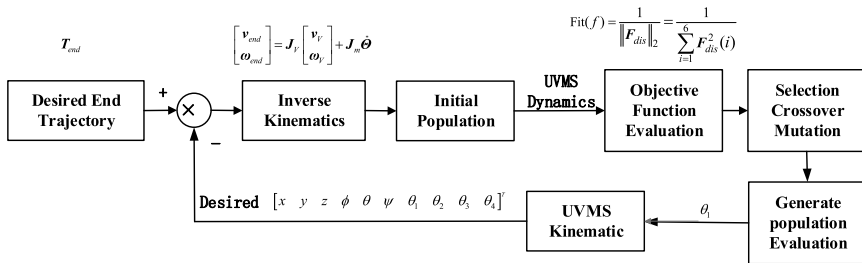 T_end
[v_end ω_end] = J_V [v_V ω_V] + J_m Θ̇
Fit(f) = 1 / ‖F_dis‖_2 = 1 / ∑_{i=1}^{6} F_dis^2(i)
Desired End
Trajectory
+
×
−
Inverse
Kinematics
Initial
Population
UVMS
Dynamics
Objective
Function
Evaluation
Selection
Crossover
Mutation
Generate
population
Evaluation
θ_1
UVMS
Kinematic
Desired [x y z ϕ θ ψ θ_1 θ_2 θ_3 θ_4]^T